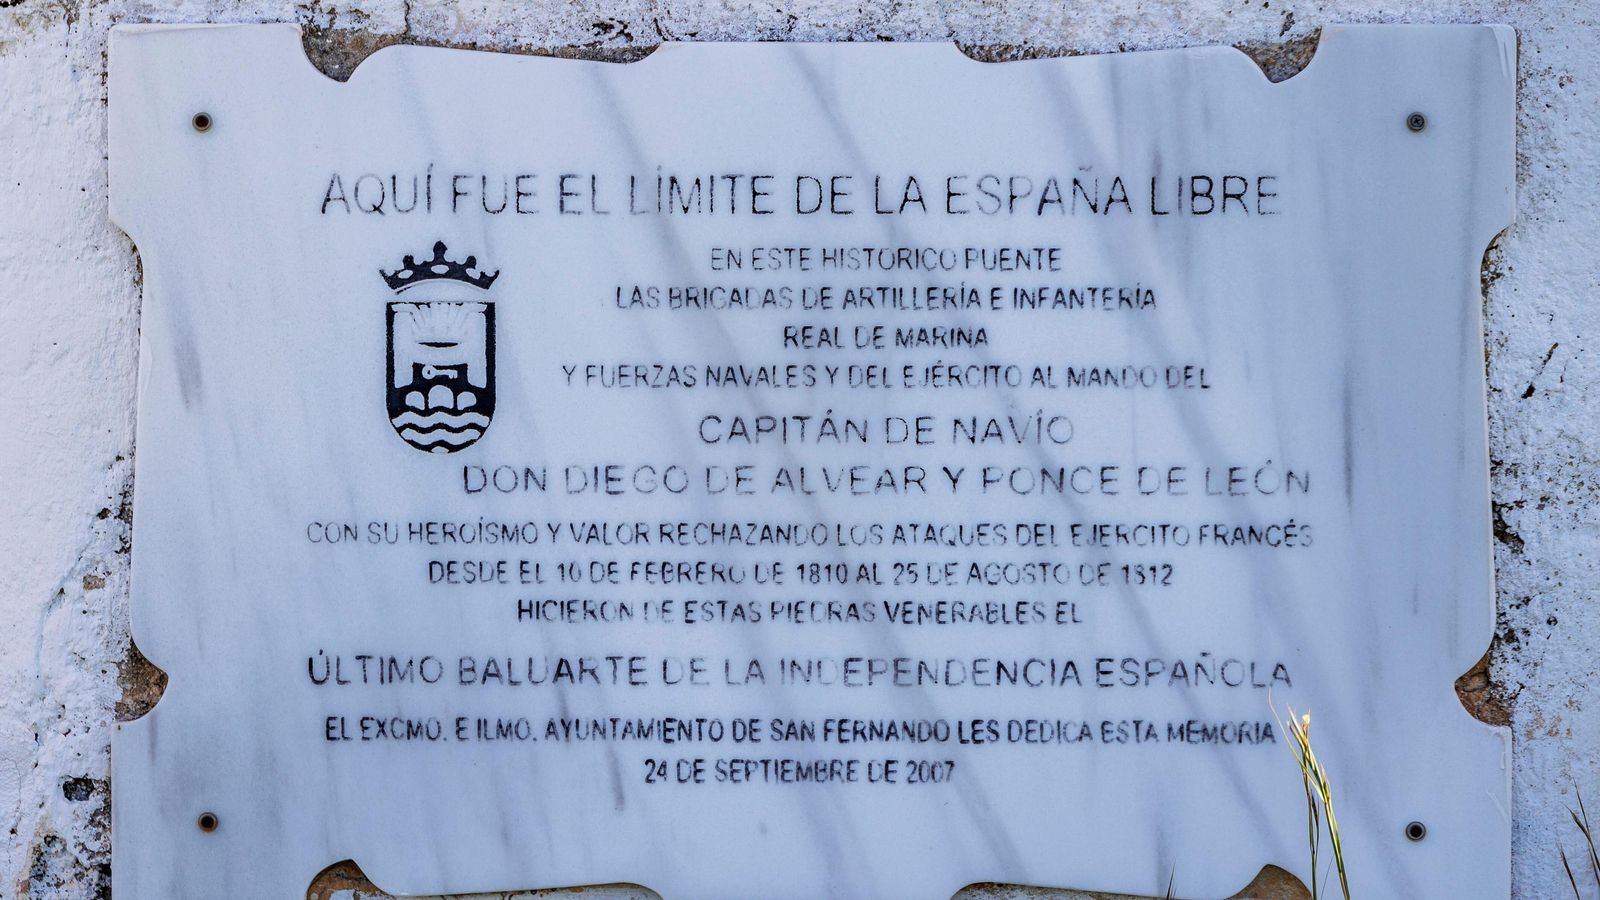 AQUÍ FUE EL LÍMITE DE LA ESPAÑA LIBRE
EN ESTE HISTORICO PUENTE
LAS BRIGADAS DE ARTILLERÍA E INFANTERÍA
REAL DE MARINA
Y FUERZAS NAVALES Y DEL EJÉRCITO AL MANDO DEL
CAPITÁN DE NAVÍO
DON DIEGO DE ALVEAR Y PONCE DE LEÓN
CON SU HEROÍSMO Y VALOR RECHAZANDO LOS ATAQUES DEL EJERCITO FRANCÉS
DESDE EL 10 DE FEBRERO DE 1810 AL 25 DE AGOSTO DE 1812
HICIERON DE ESTAS PIEDRAS VENERABLES EL
ÚLTIMO BALUARTE DE LA INDEPENDENCIA ESPAÑOLA
EL EXCMO. E ILMO. AYUNTAMIENTO DE SAN FERNANDO LES DEDICA ESTA MEMORIA
24 DE SEPTIEMBRE DE 2007